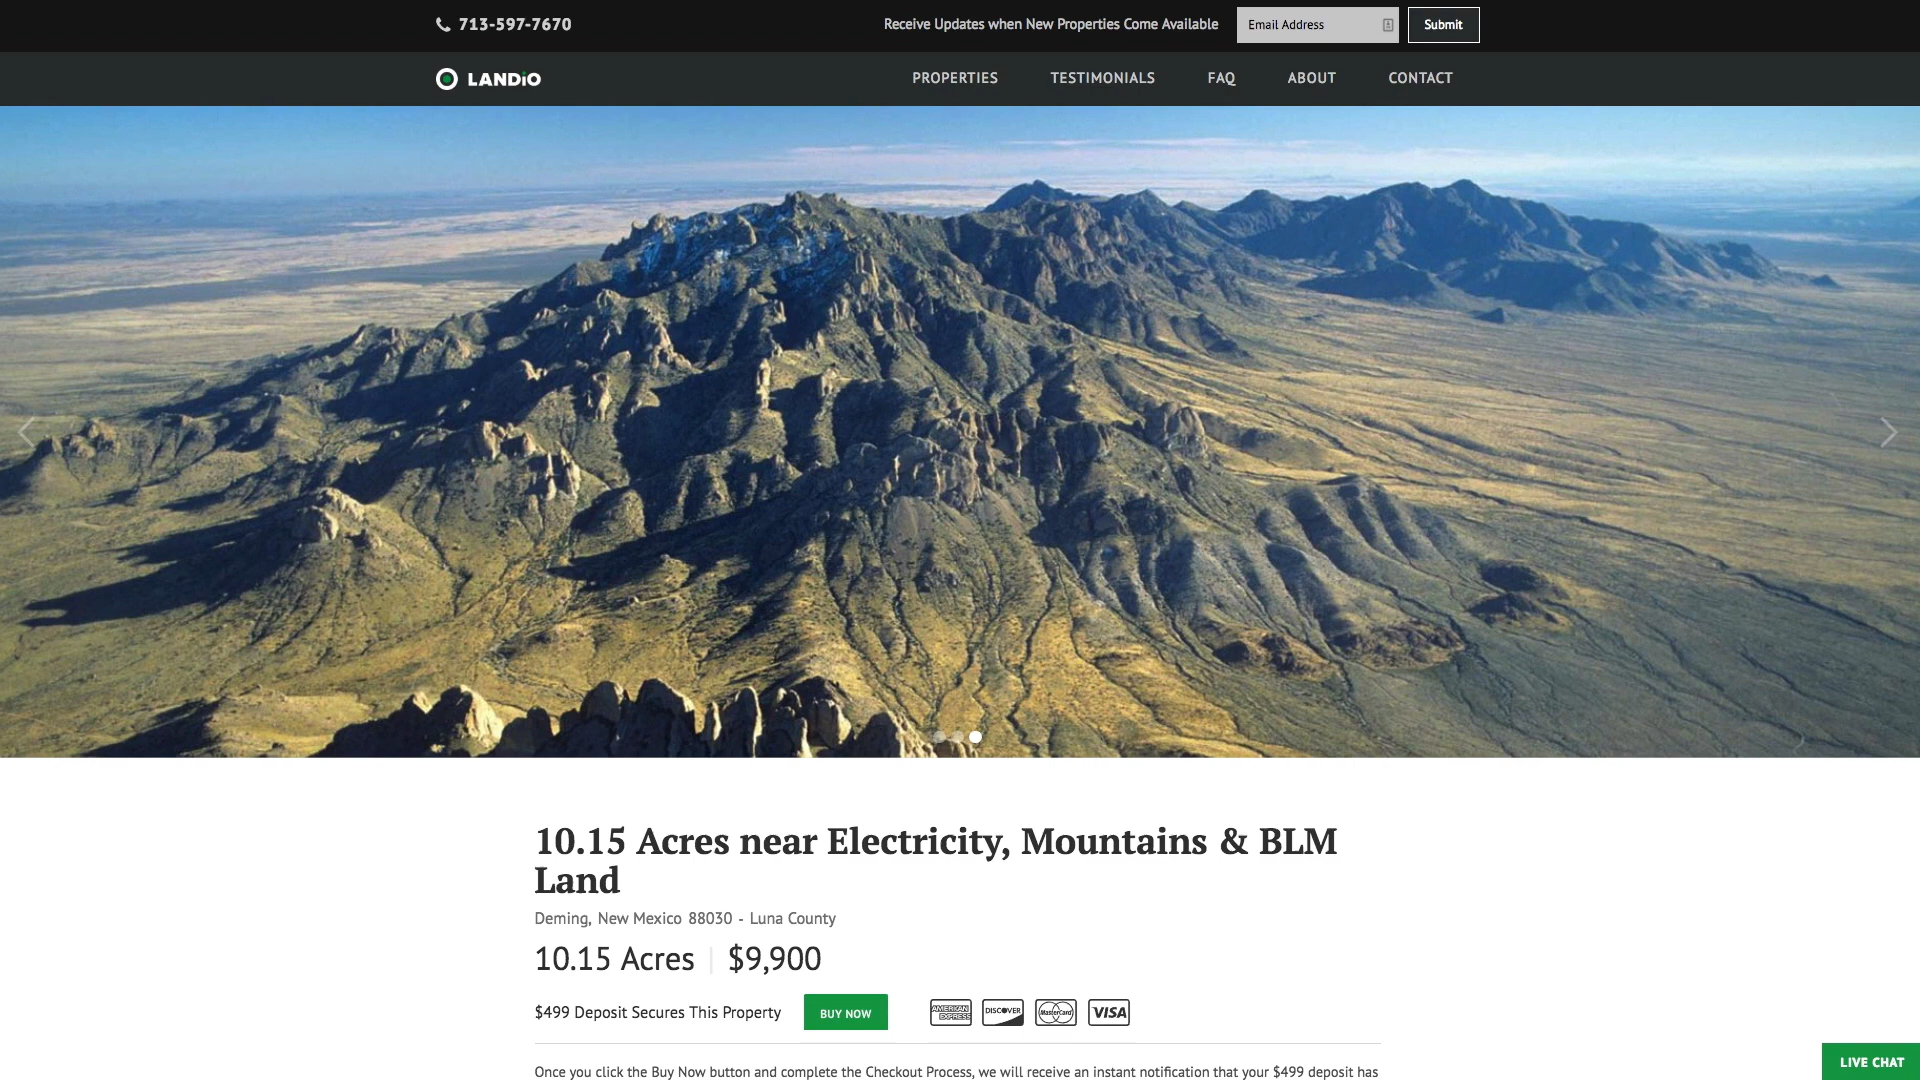 713-597-7670
Receive Updates when New Properties Come Available
Email Address
Submit
LANDiO
PROPERTIES
TESTIMONIALS
FAQ
ABOUT
CONTACT
10.15 Acres near Electricity, Mountains & BLM
Land
Deming, New Mexico 88030 - Luna County
10.15 Acres | $9,900
$499 Deposit Secures This Property
BUY NOW
AMERICAN
EXPRESS
DISCOVER
MasterCard
VISA
Once you click the Buy Now button and complete the Checkout Process, we will receive an instant notification that your $499 deposit has
LIVE CHAT